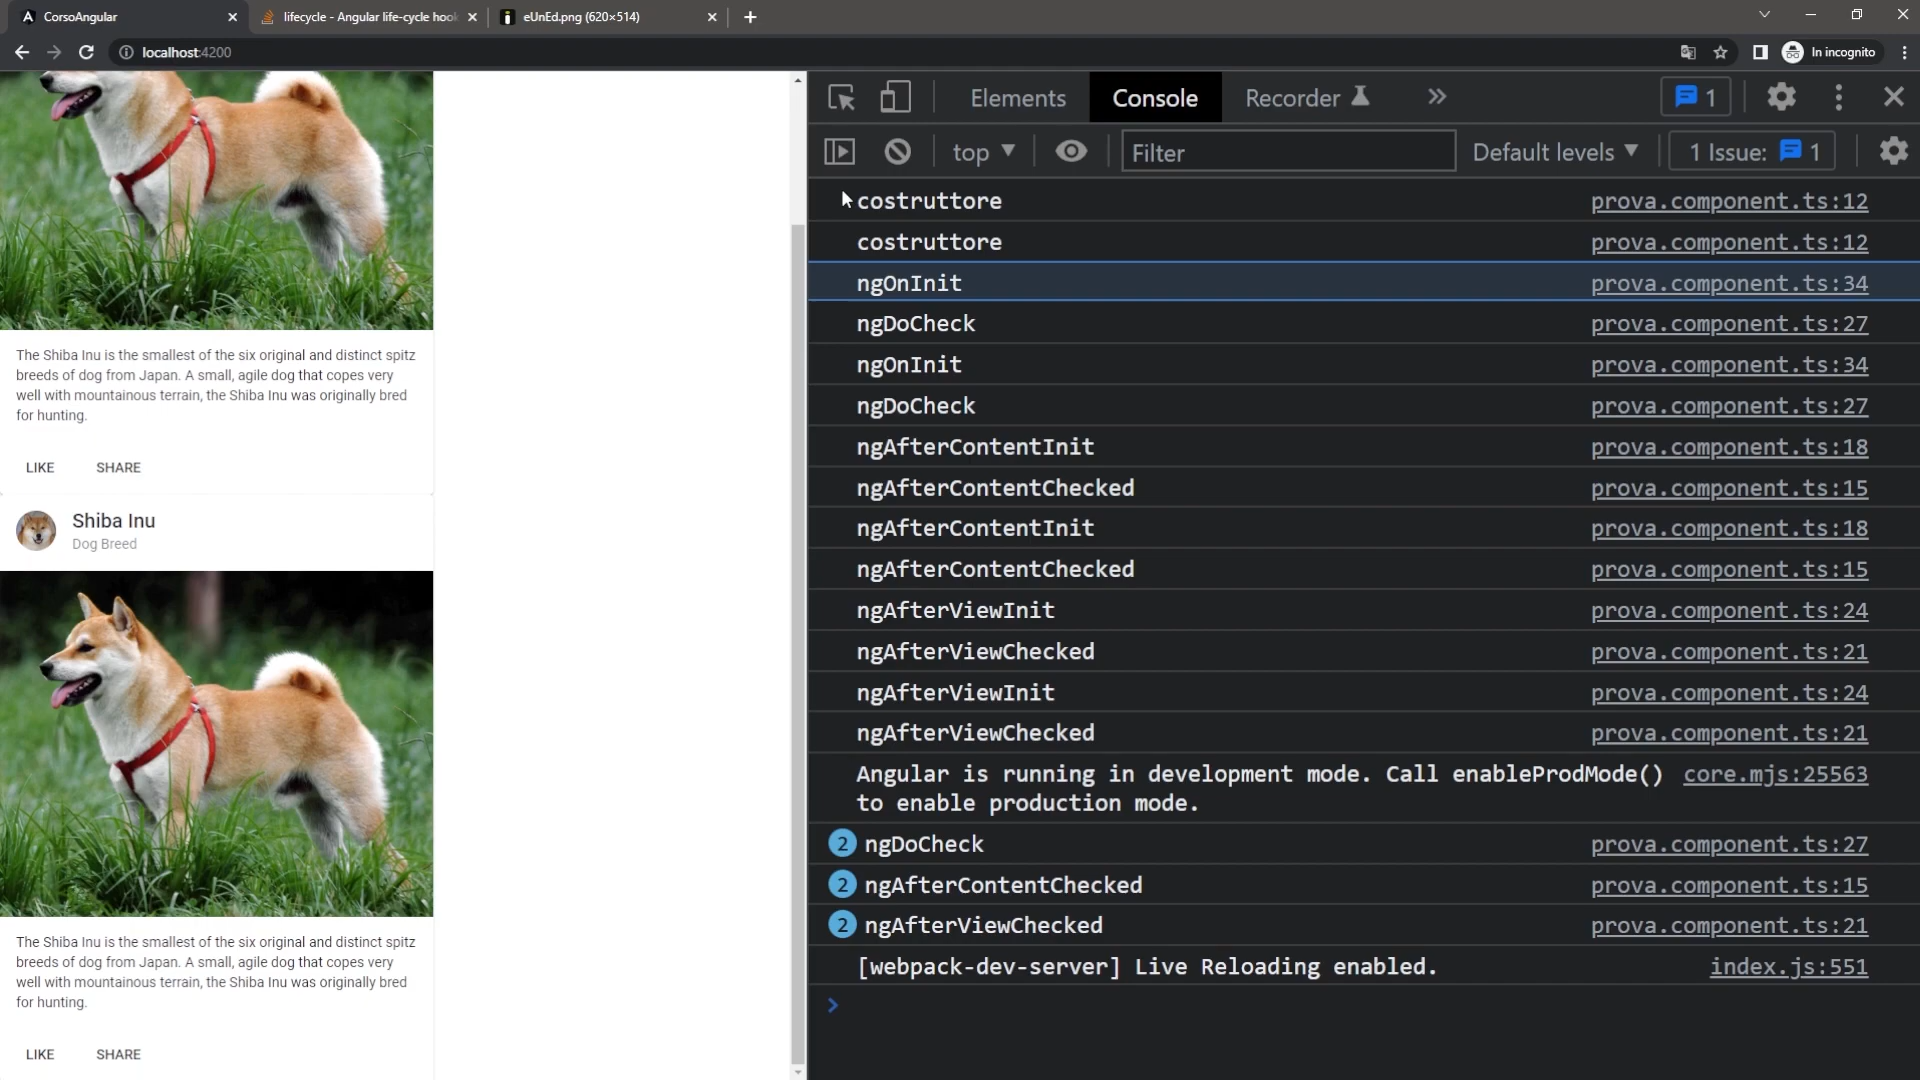 CorsoAngular
lifecycle - Angular life-cycle hook
eUnEd.png (620×514)
localhost:4200
In incognito
The Shiba Inu is the smallest of the six original and distinct spitz
breeds of dog from Japan. A small, agile dog that copes very
well with mountainous terrain, the Shiba Inu was originally bred
for hunting.
LIKE SHARE
Shiba Inu
Dog Breed
The Shiba Inu is the smallest of the six original and distinct spitz
breeds of dog from Japan. A small, agile dog that copes very
well with mountainous terrain, the Shiba Inu was originally bred
for hunting.
LIKE SHARE
Elements Console Recorder 1
top Filter Default levels 1 Issue: 1
costruttore prova.component.ts:12
costruttore prova.component.ts:12
ngOnInit prova.component.ts:34
ngDoCheck prova.component.ts:27
ngOnInit prova.component.ts:34
ngDoCheck prova.component.ts:27
ngAfterContentInit prova.component.ts:18
ngAfterContentChecked prova.component.ts:15
ngAfterContentInit prova.component.ts:18
ngAfterContentChecked prova.component.ts:15
ngAfterViewInit prova.component.ts:24
ngAfterViewChecked prova.component.ts:21
ngAfterViewInit prova.component.ts:24
ngAfterViewChecked prova.component.ts:21
Angular is running in development mode. Call enableProdMode() core.mjs:25563
to enable production mode.
2 ngDoCheck prova.component.ts:27
2 ngAfterContentChecked prova.component.ts:15
2 ngAfterViewChecked prova.component.ts:21
[webpack-dev-server] Live Reloading enabled. index.js:551